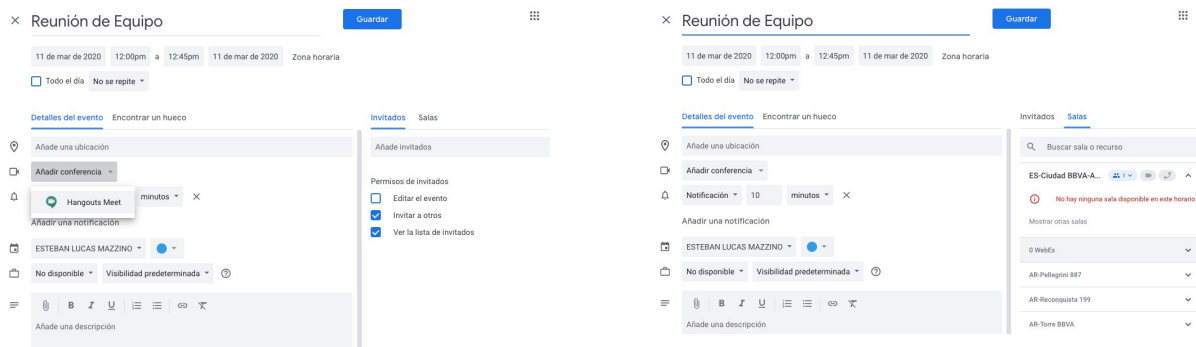 Reunión de Equipo
Guardar
11 de mar de 2020 12:00pm a 12:45pm 11 de mar de 2020 Zona horaria
Todo el día No se repite
Detalles del evento Encontrar un hueco
Invitados Salas
Añade una ubicación
Añade invitados
Añadir conferencia
Hangouts Meet
minutos
Añadir una notificación
Permisos de invitados
Editar el evento
Invitar a otros
Ver la lista de invitados
ESTEBAN LUCAS MAZZINO
No disponible Visibilidad predeterminada
B I U
Añade una descripción
Reunión de Equipo
Guardar
11 de mar de 2020 12:00pm a 12:45pm 11 de mar de 2020 Zona horaria
Todo el día No se repite
Detalles del evento Encontrar un hueco
Invitados Salas
Añade una ubicación
Buscar sala o recurso
Añadir conferencia
ES-Ciudad BBVA-A... 1
Notificación 10 minutos
No hay ninguna sala disponible en este horario
Añadir una notificación
Mostrar otras salas
ESTEBAN LUCAS MAZZINO
0 WebEx
No disponible Visibilidad predeterminada
AR-Pellegrini 887
B I U
AR-Reconquista 199
Añade una descripción
AR-Torre BBVA